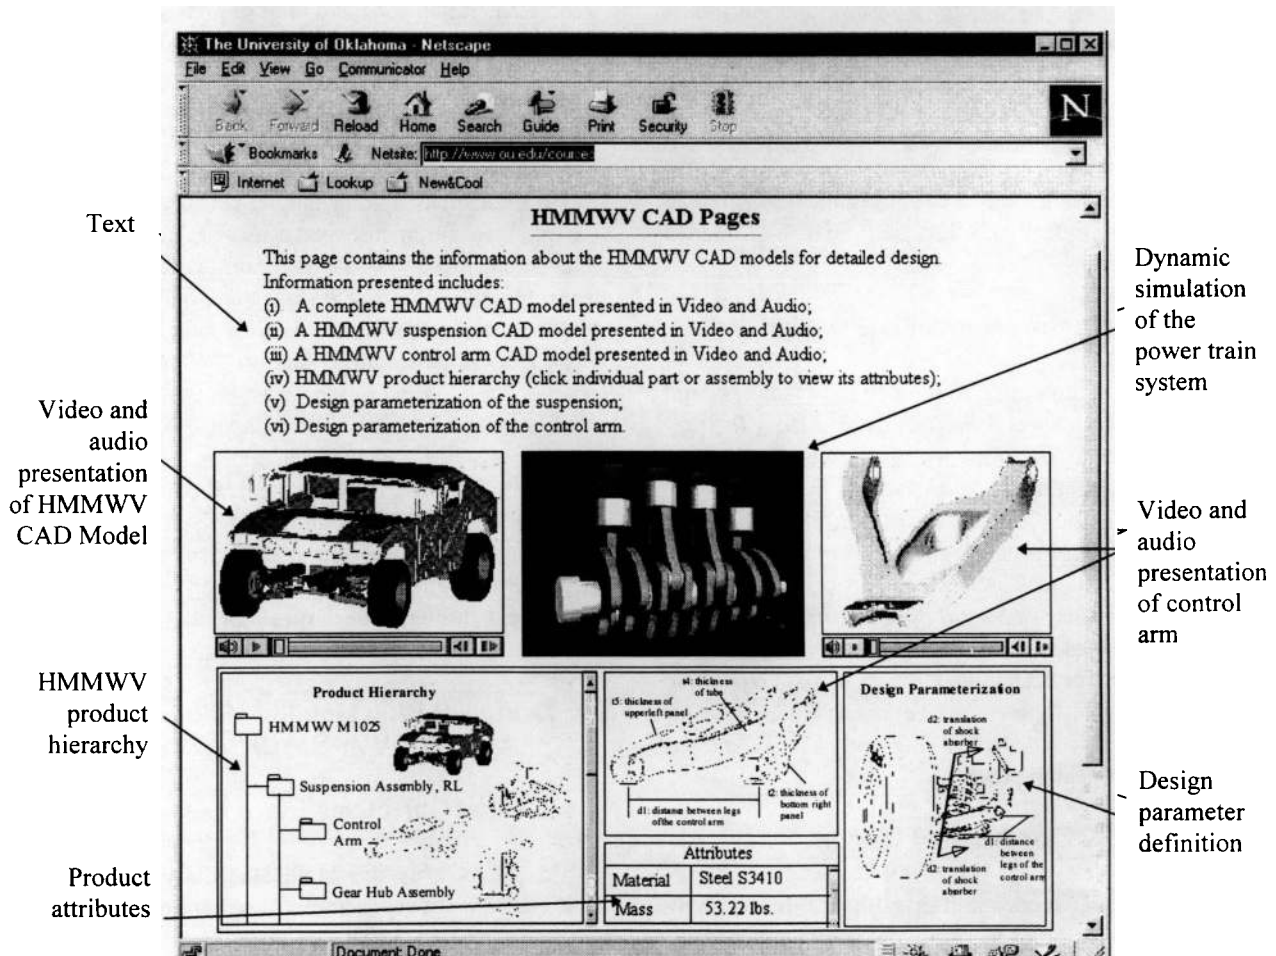 The University of Oklahoma - Netscape
File Edit View Go Communicator Help
Back Forward Reload Home Search Guide Print Security Stop
N
Bookmarks Netsite: http://www.ou.edu/courses
Internet Lookup New&Cool
HMMWV CAD Pages
This page contains the information about the HMMWV CAD models for detailed design.
Information presented includes:
(i) A complete HMMWV CAD model presented in Video and Audio;
(ii) A HMMWV suspension CAD model presented in Video and Audio;
(iii) A HMMWV control arm CAD model presented in Video and Audio;
(iv) HMMWV product hierarchy (click individual part or assembly to view its attributes);
(v) Design parameterization of the suspension;
(vi) Design parameterization of the control arm.
Text
Video and
audio
presentation
of HMMWV
CAD Model
HMMWV
product
hierarchy
Product
attributes
Dynamic
simulation
of the
power train
system
Video and
audio
presentation
of control
arm
Design
parameter
definition
Product Hierarchy
HMMWV M1025
Suspension Assembly, RL
Control
Arm
Gear Hub Assembly
t4: thickness
of tube
t5: thickness of
upperleft panel
t2: thickness of
bottom right
panel
d1: distance between legs
of the control arm
Attributes
Material Steel S3410
Mass 53.22 lbs.
Design Parameterization
d2: translation
of shock
absorber
d1: distance
between
legs of the
control arm
d2: translation
of shock
absorber
Document: Done